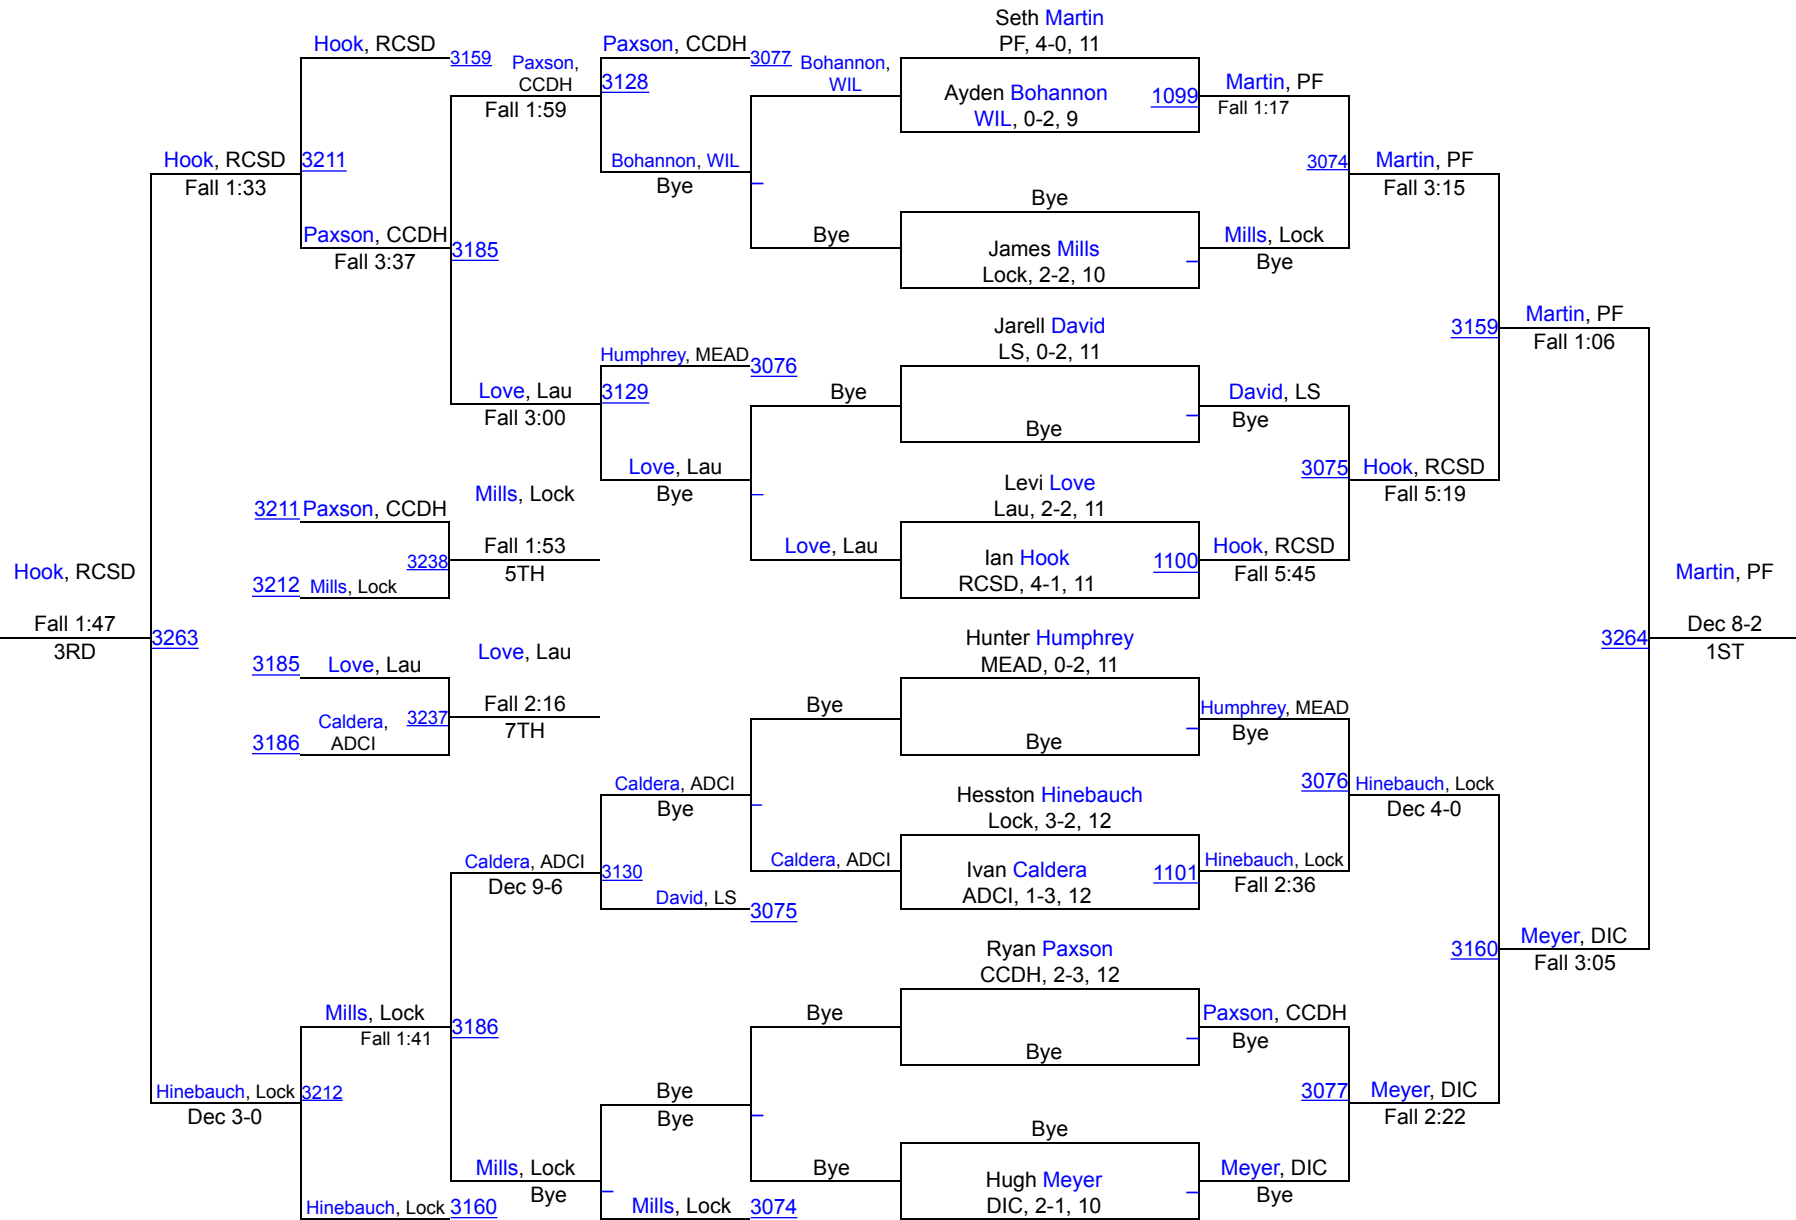 Seth Martin
PF, 4-0, 11
Hook, RCSD
3159
Paxson, CCDH
3077
Paxson,
CCDH
Bohannon,
WIL
3128
Fall 1:59
Ayden Bohannon
WIL, 0-2, 9
1099
Martin, PF
Fall 1:17
Hook, RCSD
3211
Fall 1:33
Bohannon, WIL
Bye
3074
Martin, PF
Fall 3:15
Bye
Paxson, CCDH
3185
Fall 3:37
Bye
James Mills
Lock, 2-2, 10
Mills, Lock
Bye
Jarell David
LS, 0-2, 11
3159
Martin, PF
Fall 1:06
Humphrey, MEAD
3076
Love, Lau
3129
Fall 3:00
Bye
Bye
David, LS
Bye
Love, Lau
Bye
3075
Hook, RCSD
Fall 5:19
Levi Love
Lau, 2-2, 11
Mills, Lock
3211
Paxson, CCDH
Fall 1:53
5TH
3238
3212
Mills, Lock
Love, Lau
Ian Hook
RCSD, 4-1, 11
1100
Hook, RCSD
Fall 5:45
Hook, RCSD
Fall 1:47
3RD
3263
Martin, PF
Dec 8-2
1ST
3264
Hunter Humphrey
MEAD, 0-2, 11
3185
Love, Lau
Love, Lau
Fall 2:16
7TH
3237
3186
Caldera,
ADCI
Bye
Bye
Humphrey, MEAD
Bye
Caldera, ADCI
Bye
3076
Hinebauch, Lock
Dec 4-0
Hesston Hinebauch
Lock, 3-2, 12
Caldera, ADCI
Dec 9-6
3130
Caldera, ADCI
Ivan Caldera
ADCI, 1-3, 12
1101
Hinebauch, Lock
Fall 2:36
David, LS
3075
Ryan Paxson
CCDH, 2-3, 12
3160
Meyer, DIC
Fall 3:05
Mills, Lock
Fall 1:41
3186
Bye
Bye
Paxson, CCDH
Bye
Hinebauch, Lock
3212
Dec 3-0
Bye
Bye
3077
Meyer, DIC
Fall 2:22
Bye
Mills, Lock
Bye
Bye
Hugh Meyer
DIC, 2-1, 10
Meyer, DIC
Bye
Hinebauch, Lock
3160
Mills, Lock
3074